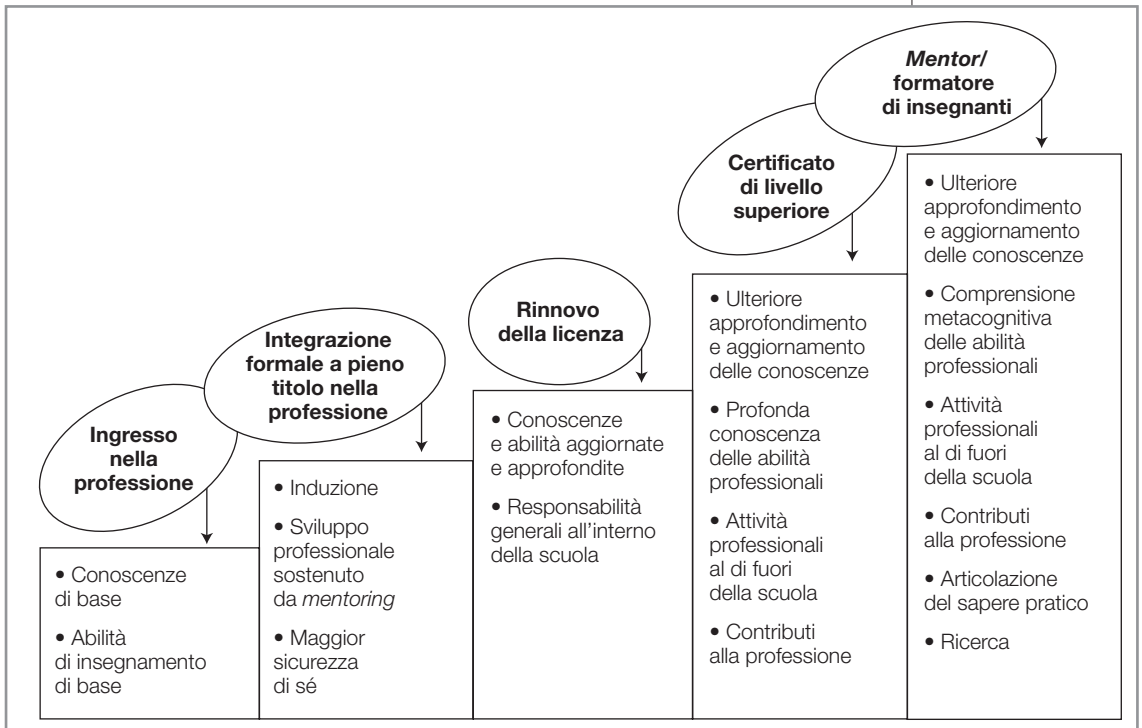 Ingresso
nella
professione
• Conoscenze
di base
• Abilità
di insegnamento
di base
Integrazione
formale a pieno
titolo nella
professione
• Induzione
• Sviluppo
professionale
sostenuto
da mentoring
• Maggior
sicurezza
di sé
Rinnovo
della licenza
• Conoscenze
e abilità aggiornate
e approfondite
• Responsabilità
generali all'interno
della scuola
Certificato
di livello
superiore
• Ulteriore
approfondimento
e aggiornamento
delle conoscenze
• Profonda
conoscenza
delle abilità
professionali
• Attività
professionali
al di fuori
della scuola
• Contributi
alla professione
Mentor/
formatore
di insegnanti
• Ulteriore
approfondimento
e aggiornamento
delle conoscenze
• Comprensione
metacognitiva
delle abilità
professionali
• Attività
professionali
al di fuori
della scuola
• Contributi
alla professione
• Articolazione
del sapere pratico
• Ricerca